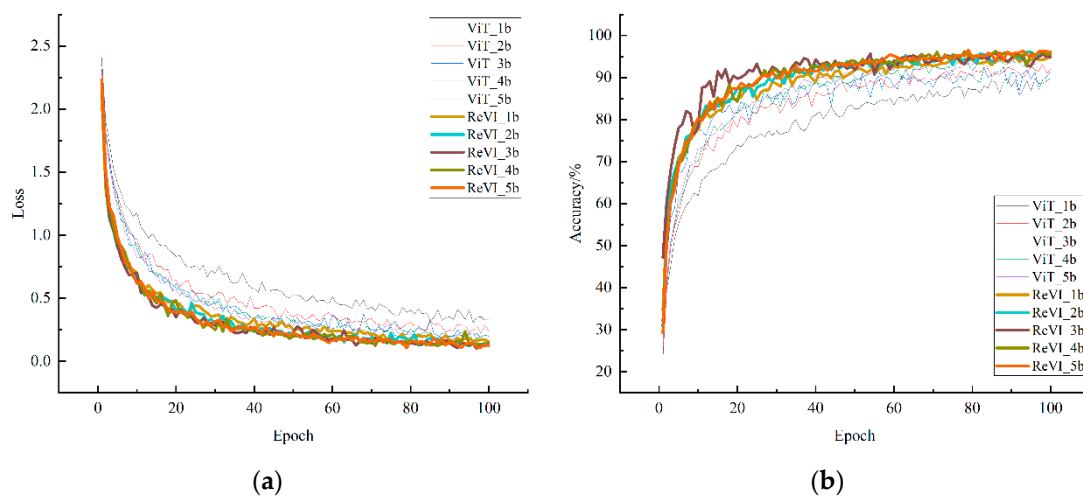 2.5
2.0
1.5
1.0
0.5
0.0
Loss
0
20
40
60
80
100
Epoch
ViT_1b
ViT_2b
ViT_3b
ViT_4b
ViT_5b
ReVI_1b
ReVI_2b
ReVI_3b
ReVI_4b
ReVI_5b
(a)
100
90
80
70
60
50
40
30
20
Accuracy/%
0
20
40
60
80
100
Epoch
ViT_1b
ViT_2b
ViT_3b
ViT_4b
ViT_5b
ReVI_1b
ReVI_2b
ReVI_3b
ReVI_4b
ReVI_5b
(b)